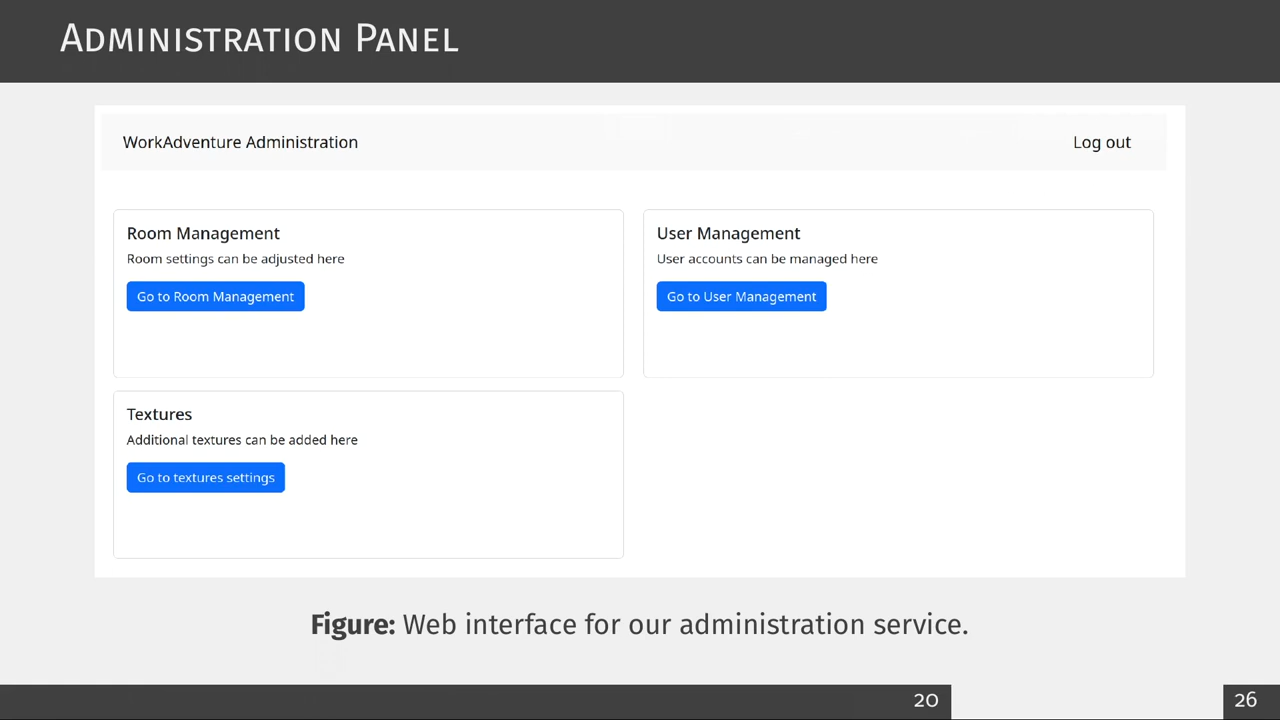 Administration Panel
WorkAdventure Administration
Log out
Room Management
Room settings can be adjusted here
Go to Room Management
User Management
User accounts can be managed here
Go to User Management
Textures
Additional textures can be added here
Go to textures settings
Figure: Web interface for our administration service.
20
26